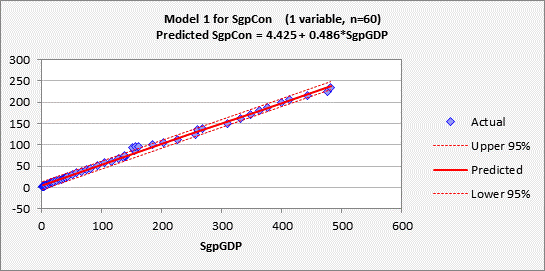 Model 1 for SgpCon (1 variable, n=60)
Predicted SgpCon = 4.425 + 0.486*SgpGDP
300
250
200
150
100
50
0
-50
0 100 200 300 400 500 600
SgpGDP
Actual
Upper 95%
Predicted
Lower 95%